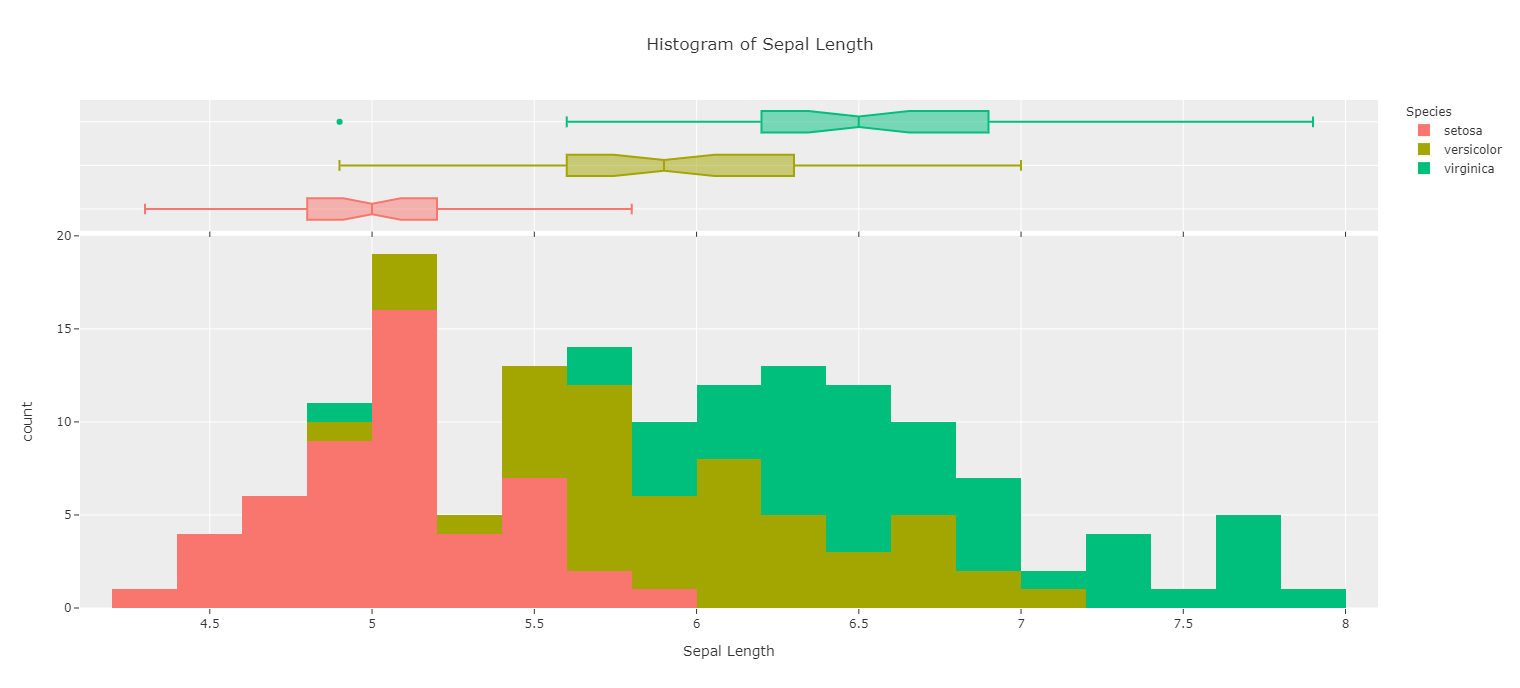 Histogram of Sepal Length
Species
setosa
versicolor
virginica
20
15
10
5
0
count
4.5 5 5.5 6 6.5 7 7.5 8
Sepal Length